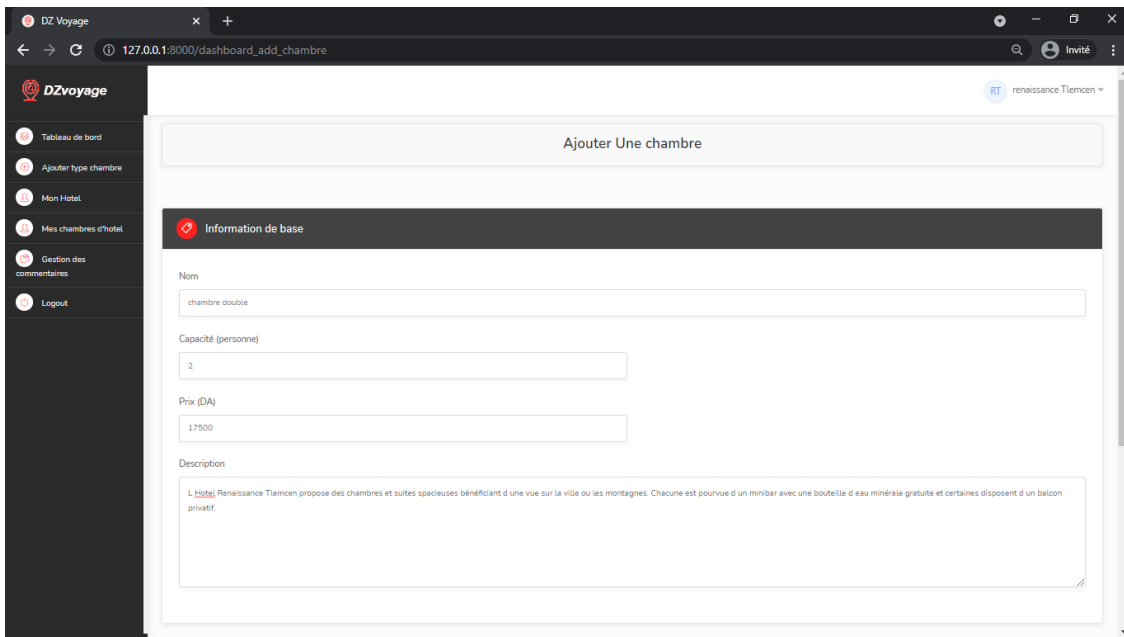 DZ Voyage
127.0.0.1:8000/dashboard_add_chambre
Invité
DZvoyage
RT renaissance Tlemcen
Tableau de bord
Ajouter type chambre
Mon Hotel
Mes chambres d'hotel
Gestion des
commentaires
Logout
Ajouter Une chambre
Information de base
Nom
chambre double
Capacité (personne)
2
Prix (DA)
17500
Description
L Hotel Renaissance Tlemcen propose des chambres et suites spacieuses bénéficiant d une vue sur la ville ou les montagnes. Chacune est pourvue d un minibar avec une bouteille d eau minérale gratuite et certaines disposent d un balcon
privatif.